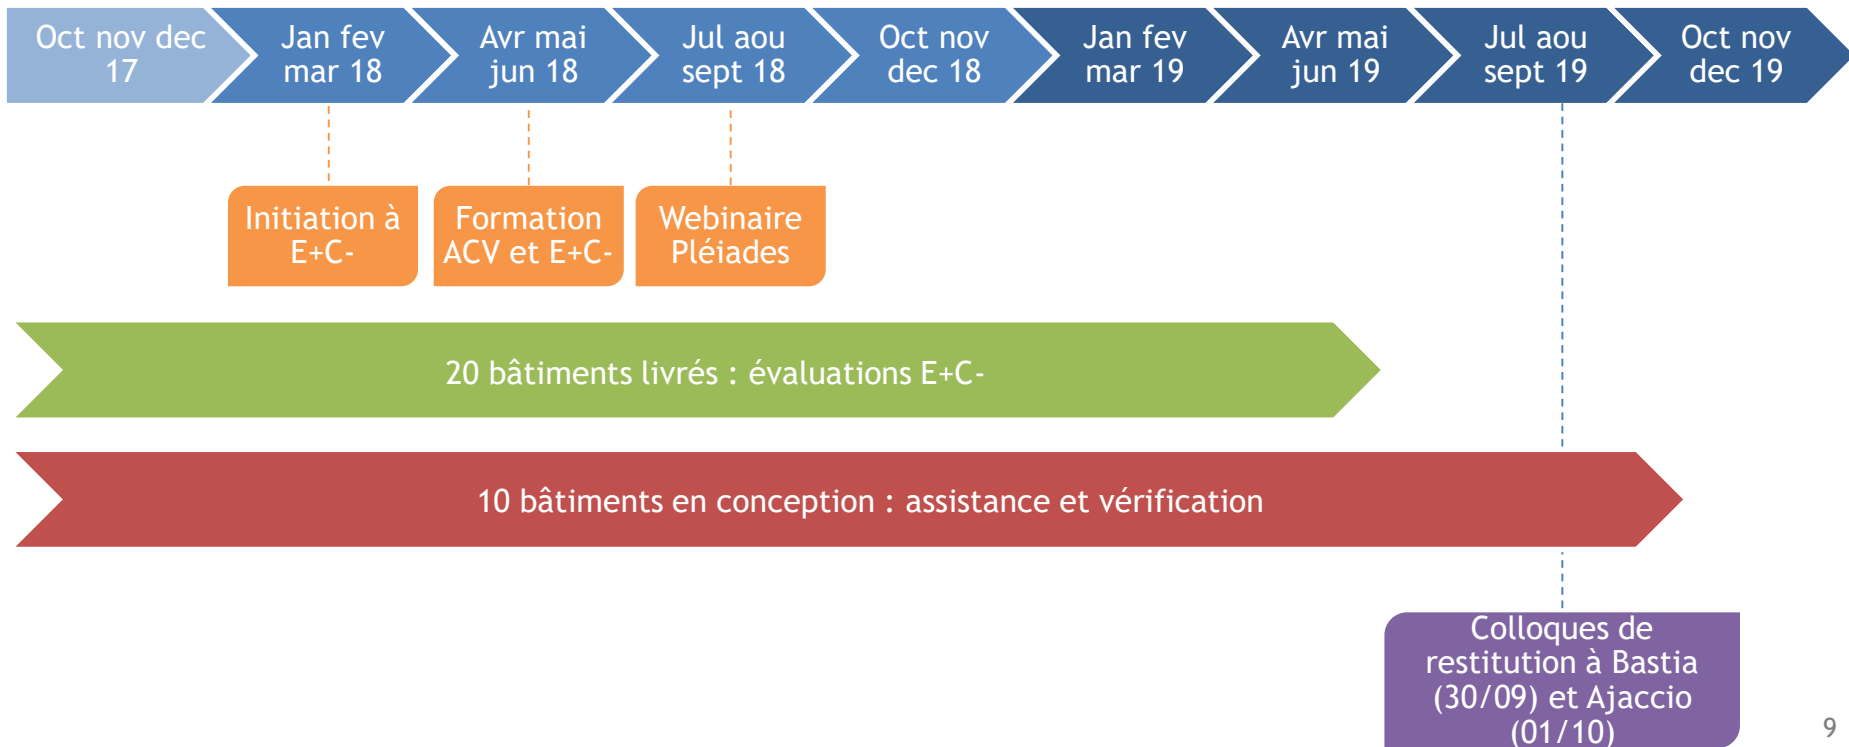 Oct nov dec
17
Jan fev
mar 18
Avr mai
jun 18
Jul aou
sept 18
Oct nov
dec 18
Jan fev
mar 19
Avr mai
jun 19
Jul aou
sept 19
Oct nov
dec 19
Initiation à
E+C-
Formation
ACV et E+C-
Webinaire
Pléiades
20 bâtiments livrés : évaluations E+C-
10 bâtiments en conception : assistance et vérification
Colloques de
restitution à Bastia
(30/09) et Ajaccio
(01/10)
9